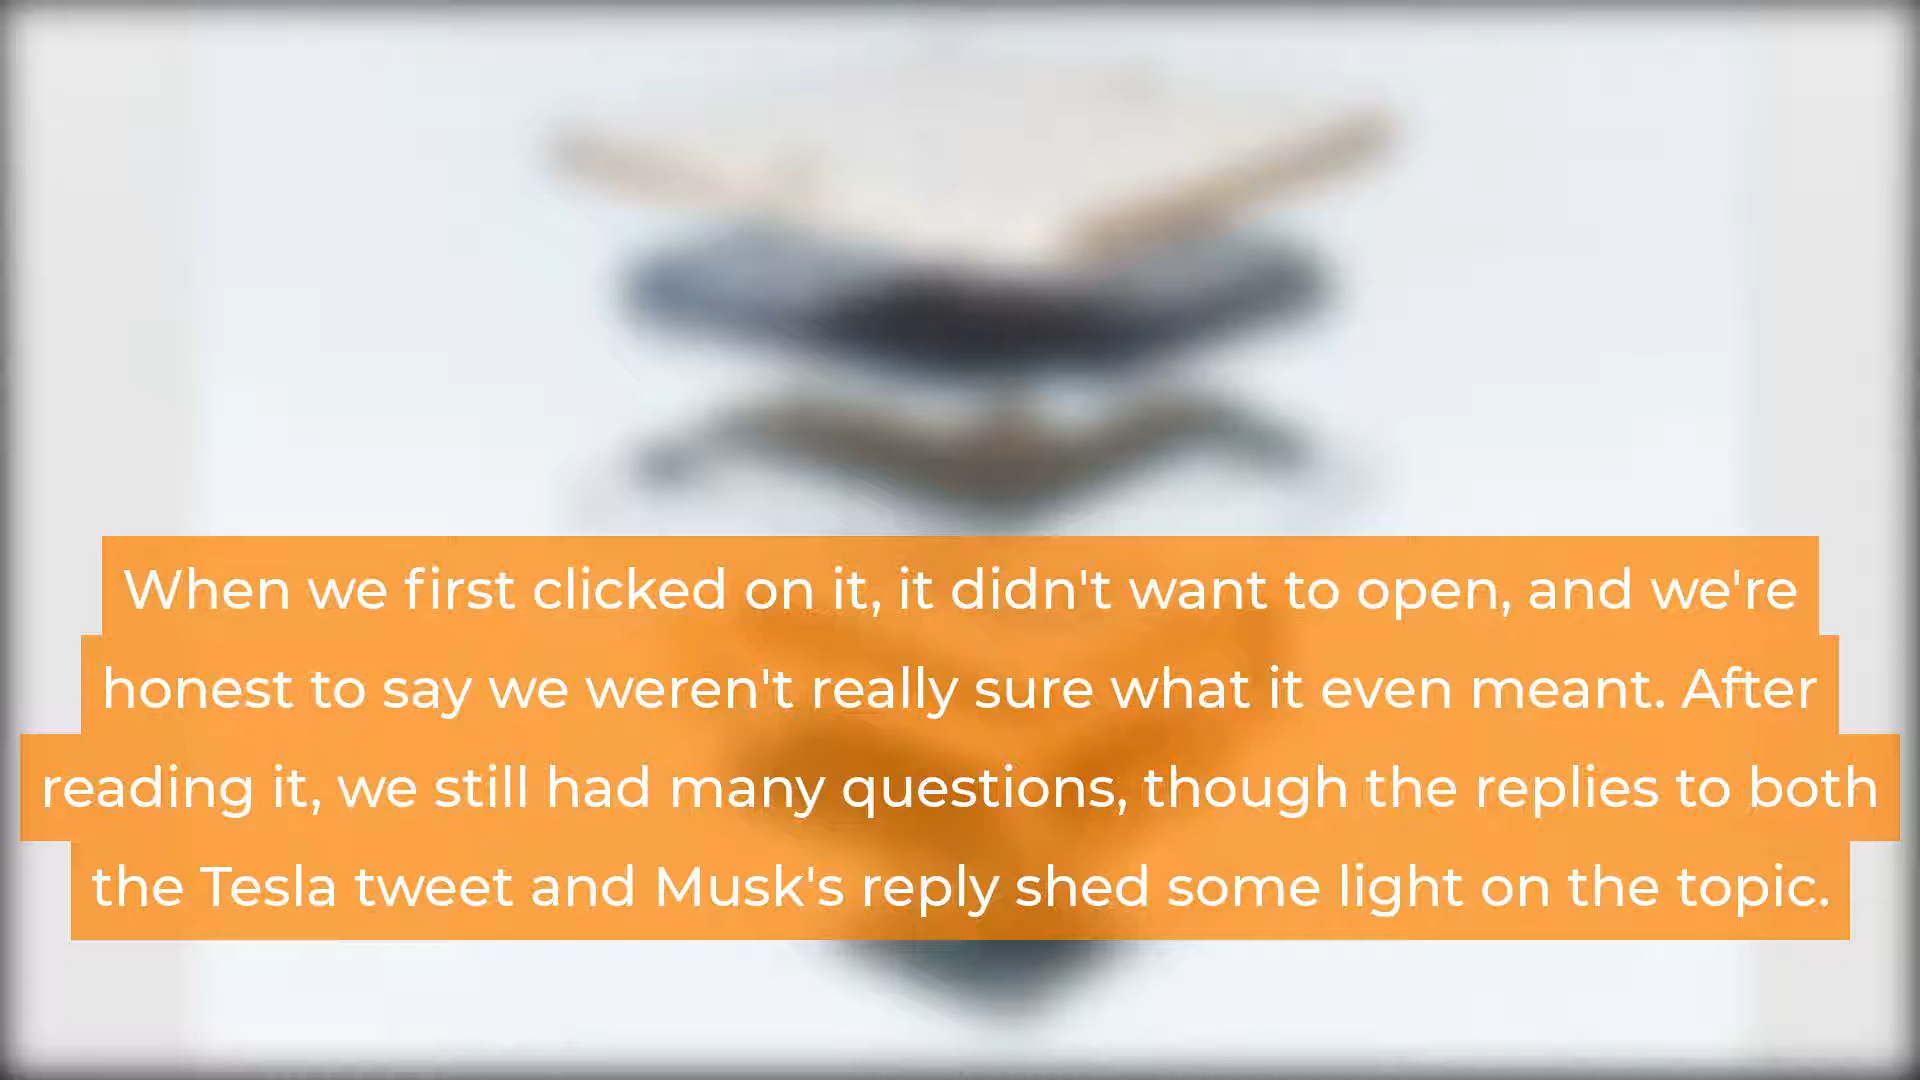 When we first clicked on it, it didn't want to open, and we're
honest to say we weren't really sure what it even meant. After
reading it, we still had many questions, though the replies to both
the Tesla tweet and Musk's reply shed some light on the topic.